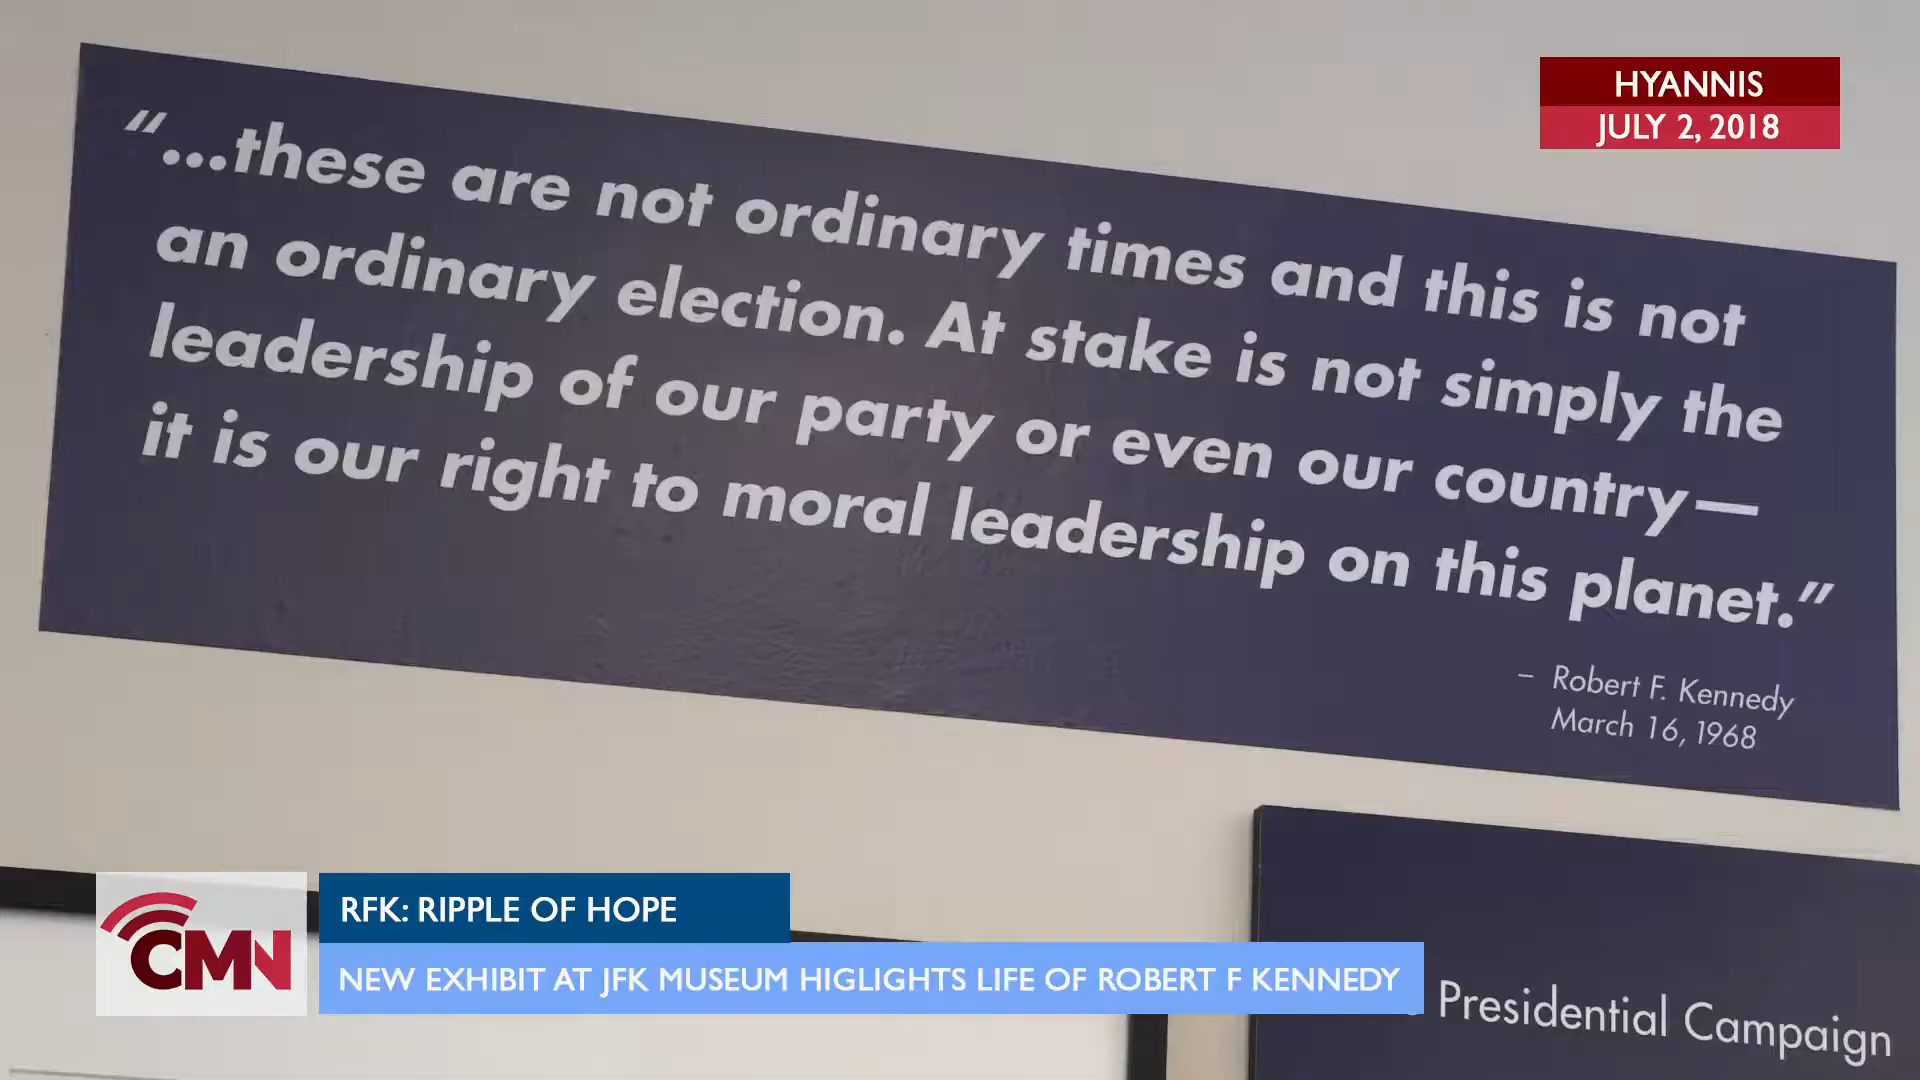 HYANNIS
JULY 2, 2018
“...these are not ordinary times and this is not
an ordinary election. At stake is not simply the
leadership of our party or even our country—
it is our right to moral leadership on this planet.”
– Robert F. Kennedy
March 16, 1968
CMN
RFK: RIPPLE OF HOPE
NEW EXHIBIT AT JFK MUSEUM HIGLIGHTS LIFE OF ROBERT F KENNEDY
Presidential Campaign